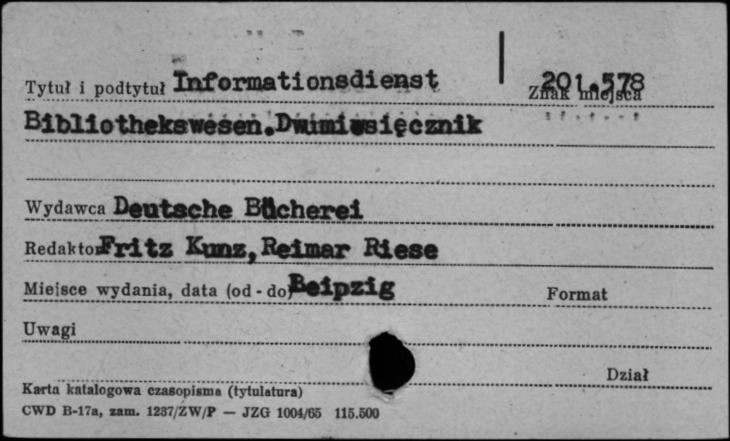 Tytuł i podtytuł Informationsdienst 201.578
Znak miejsca
Bibliothekswesen.Dwumiesięcznik
Wydawca Deutsche Bücherei
Redaktor Fritz Kunz,Reimar Riese
Miejsce wydania, data (od - do) Beipzig Format
Uwagi
Dział
Karta katalogowa czasopisma (tytulatura)
CWD B-17a, zam. 1237/ZW/P — JZG 1004/65 115.500